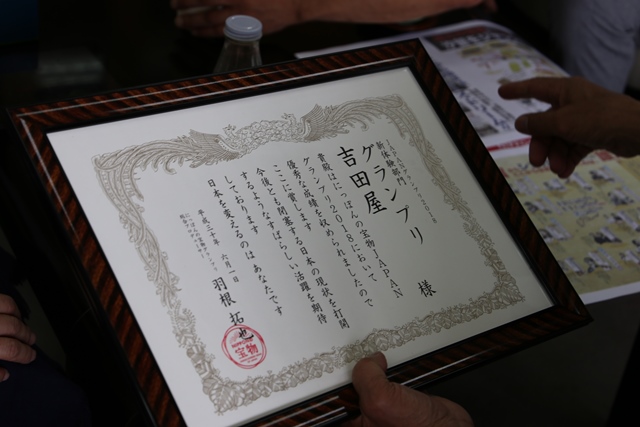 新体験部門
グランプリ
吉田屋 様
貴殿はにっぽんの宝物JAPAN
グランプリ2018において
優秀な成績を収められましたので
ここに賞します
今後とも閉塞する日本の現状を打開
するようなすばらしい活躍を期待
しております
日本を変えるのは あなたです
平成三十年 六月一日
羽根 拓也
宝物